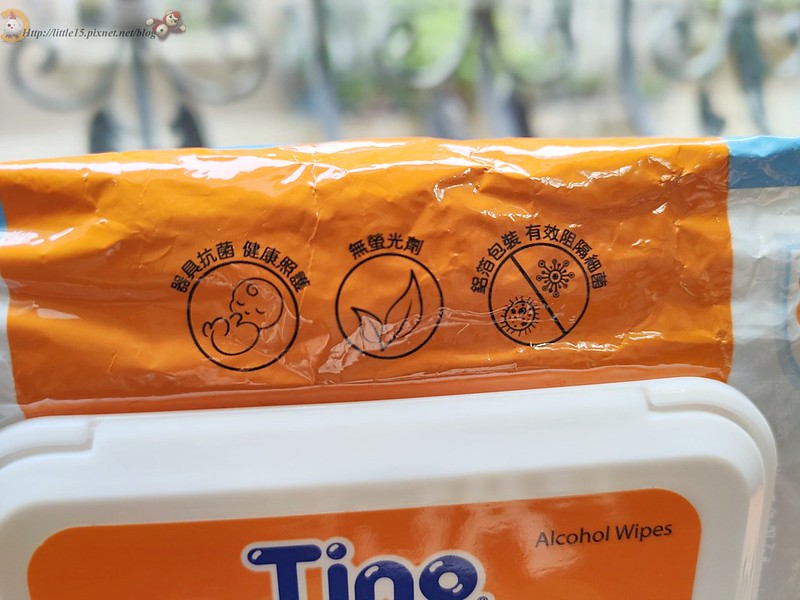 Http://little15.pixnet.net/blog
器具抗菌 健康照護
無螢光劑
鋁箔包裝 有效阻隔細菌
Alcohol Wipes
Ting